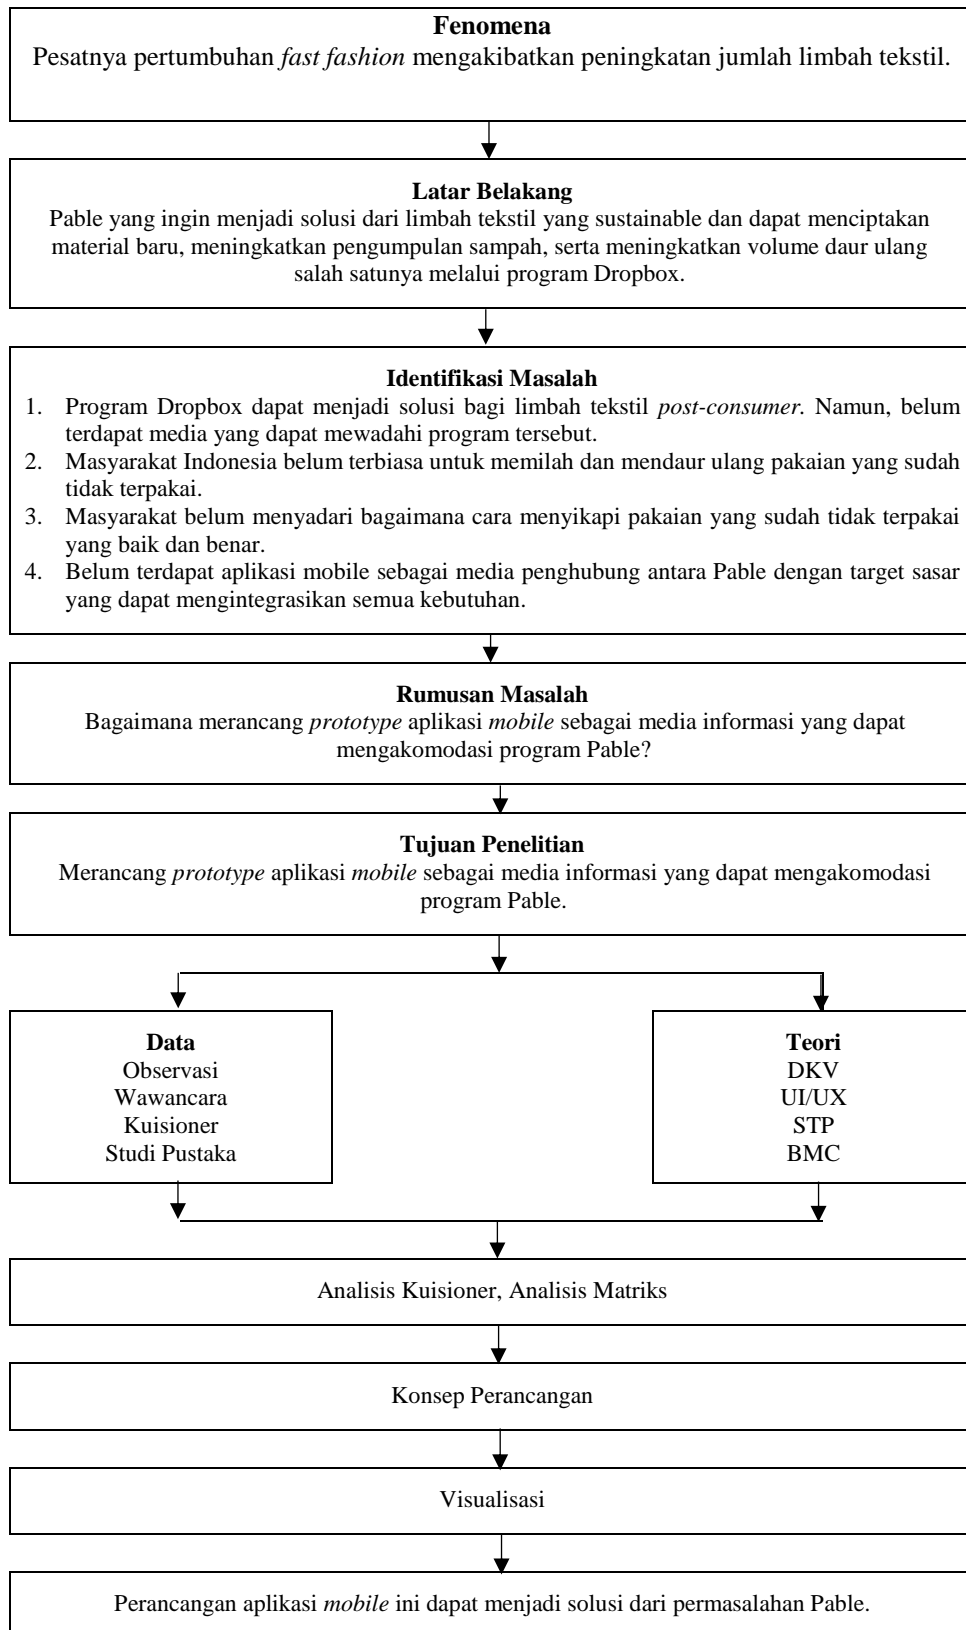 Fenomena
Pesatnya pertumbuhan fast fashion mengakibatkan peningkatan jumlah limbah tekstil.
Latar Belakang
Pable yang ingin menjadi solusi dari limbah tekstil yang sustainable dan dapat menciptakan
material baru, meningkatkan pengumpulan sampah, serta meningkatkan volume daur ulang
salah satunya melalui program Dropbox.
Identifikasi Masalah
1. Program Dropbox dapat menjadi solusi bagi limbah tekstil post-consumer. Namun, belum
terdapat media yang dapat mewadahi program tersebut.
2. Masyarakat Indonesia belum terbiasa untuk memilah dan mendaur ulang pakaian yang sudah
tidak terpakai.
3. Masyarakat belum menyadari bagaimana cara menyikapi pakaian yang sudah tidak terpakai
yang baik dan benar.
4. Belum terdapat aplikasi mobile sebagai media penghubung antara Pable dengan target sasar
yang dapat mengintegrasikan semua kebutuhan.
Rumusan Masalah
Bagaimana merancang prototype aplikasi mobile sebagai media informasi yang dapat
mengakomodasi program Pable?
Tujuan Penelitian
Merancang prototype aplikasi mobile sebagai media informasi yang dapat mengakomodasi
program Pable.
Data
Observasi
Wawancara
Kuisioner
Studi Pustaka
Teori
DKV
UI/UX
STP
BMC
Analisis Kuisioner, Analisis Matriks
Konsep Perancangan
Visualisasi
Perancangan aplikasi mobile ini dapat menjadi solusi dari permasalahan Pable.